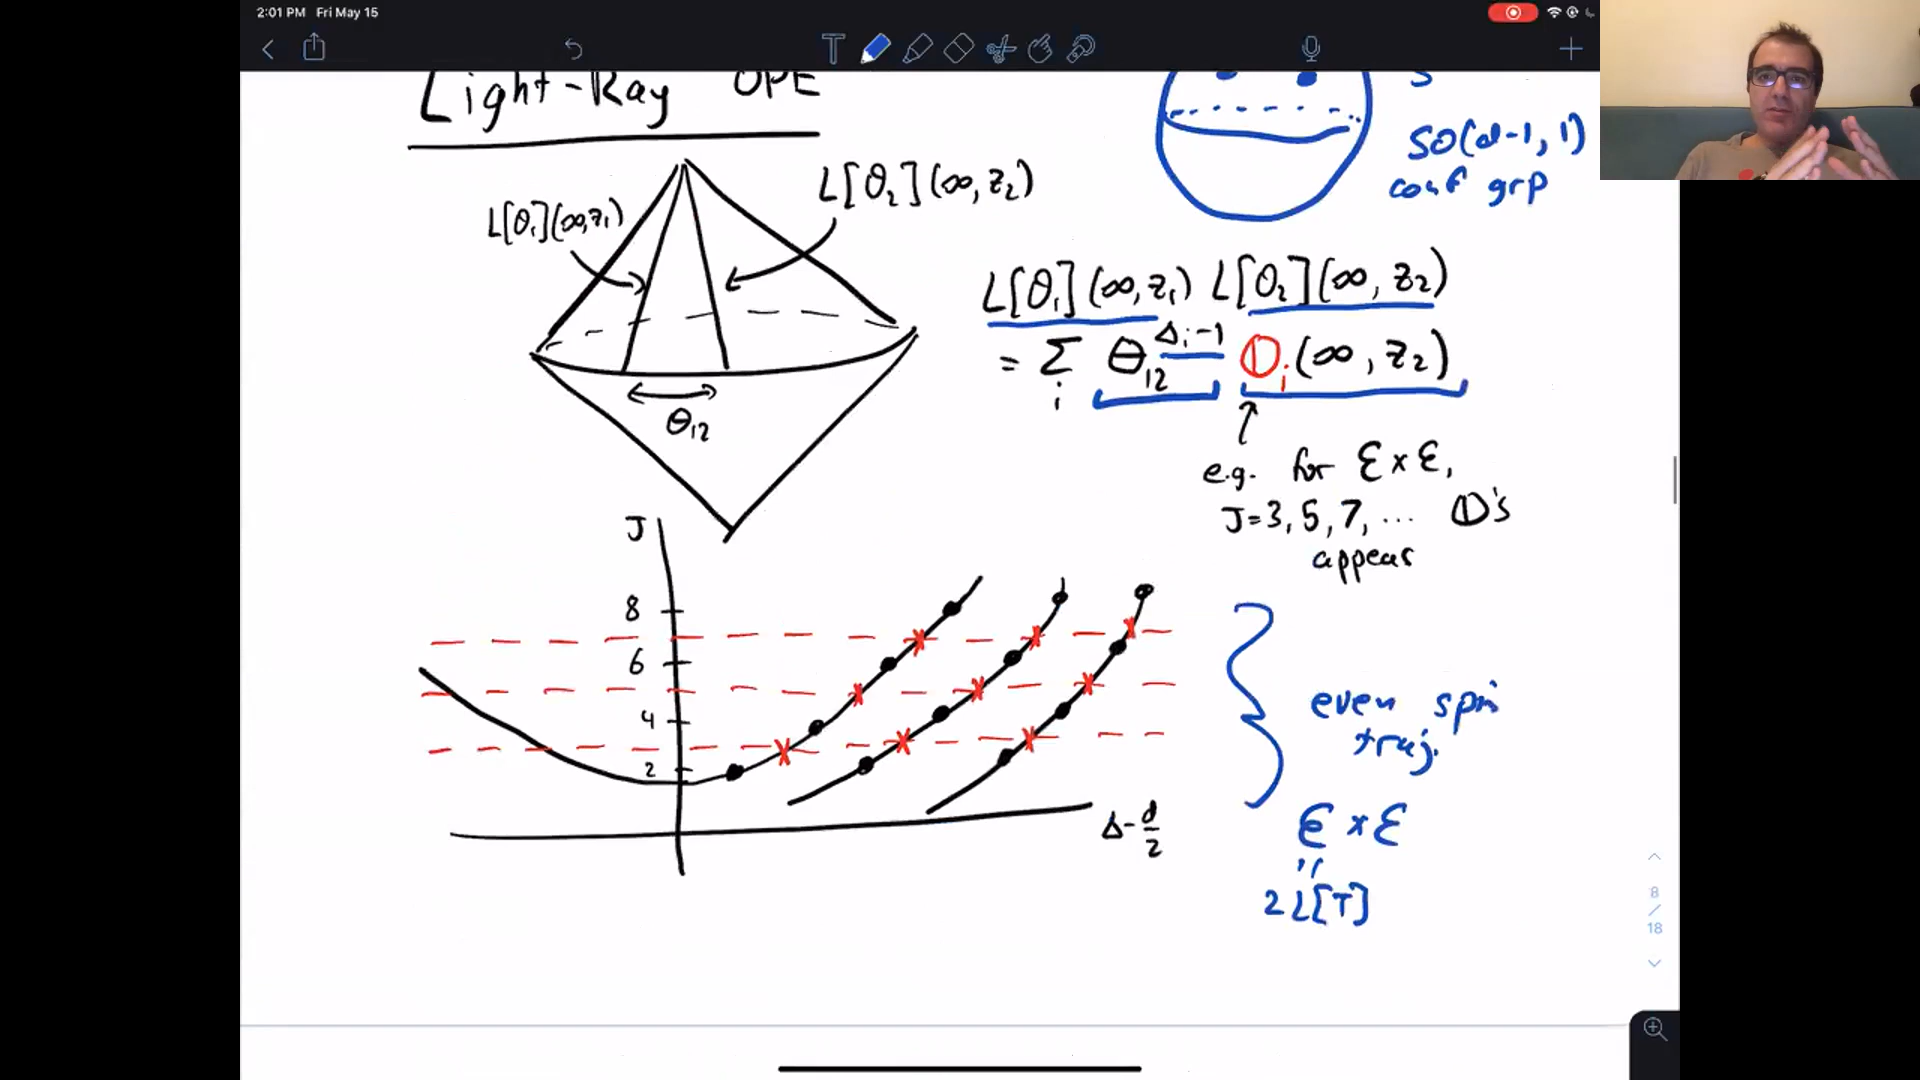 2:01 PM Fri May 15
Light-Ray OPE
SO(d-1, 1)
conf grp
L[O₁](∞,z₁)
L[O₂](∞,z₂)
θ₁₂
L[O₁](∞,z₁) L[O₂](∞,z₂)
= Σᵢ θ₁₂^{Δᵢ-1} 𝕆ᵢ(∞,z₂)
e.g. for ℰ×ℰ,
J=3,5,7,... 𝕆's
appear
J
8
6
4
2
Δ-d/2
even spin
traj.
ℰ×ℰ
"
2L[T]
8
/
18